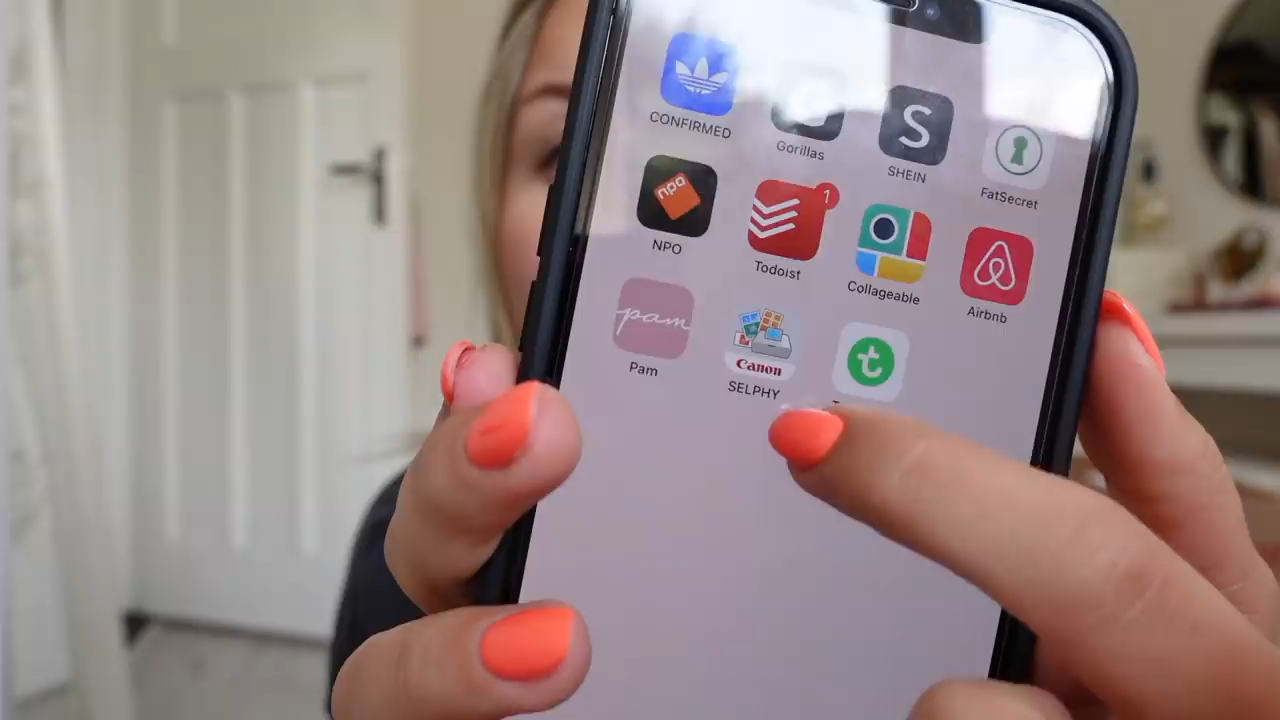 CONFIRMED
Gorillas
S
SHEIN
FatSecret
npo
NPO
1
Todoist
Collageable
Airbnb
pam
Pam
Canon
SELPHY
t